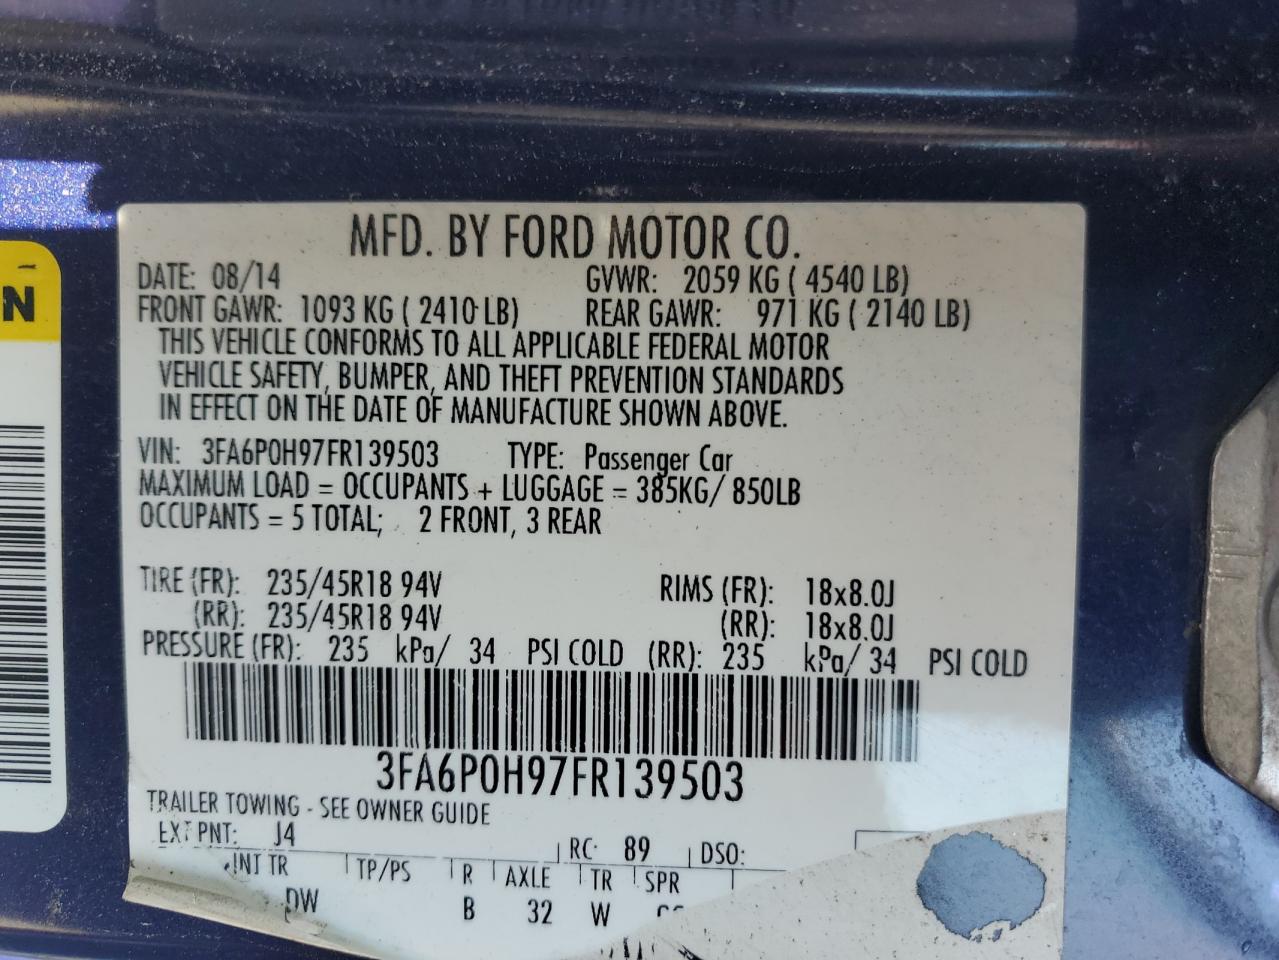 MFD. BY FORD MOTOR CO.
DATE: 08/14 GVWR: 2059 KG ( 4540 LB)
FRONT GAWR: 1093 KG ( 2410 LB) REAR GAWR: 971 KG ( 2140 LB)
THIS VEHICLE CONFORMS TO ALL APPLICABLE FEDERAL MOTOR
VEHICLE SAFETY, BUMPER, AND THEFT PREVENTION STANDARDS
IN EFFECT ON THE DATE OF MANUFACTURE SHOWN ABOVE.
VIN: 3FA6P0H97FR139503 TYPE: Passenger Car
MAXIMUM LOAD = OCCUPANTS + LUGGAGE = 385KG/ 850LB
OCCUPANTS = 5 TOTAL; 2 FRONT, 3 REAR
TIRE (FR): 235/45R18 94V RIMS (FR): 18x8.0J
(RR): 235/45R18 94V (RR): 18x8.0J
PRESSURE (FR): 235 kPa/ 34 PSI COLD (RR): 235 kPa/ 34 PSI COLD
3FA6P0H97FR139503
TRAILER TOWING - SEE OWNER GUIDE
EXT PNT: J4 RC: 89 DSO:
INT TR TP/PS R AXLE TR SPR
DW B 32 W
N